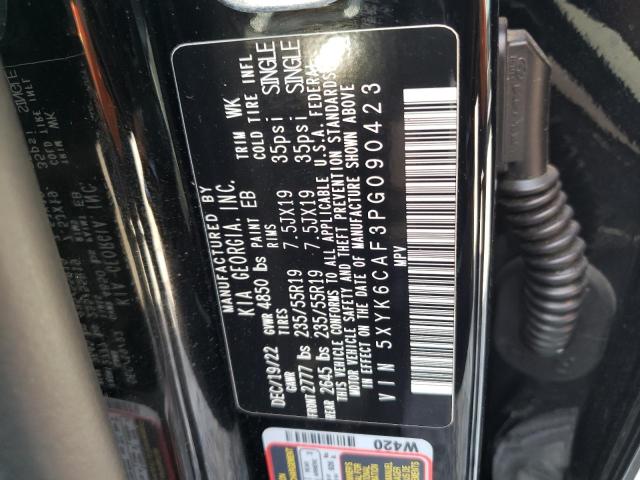 MANUFACTURED BY
KIA GEORGIA, INC.
DEC/19/22 GVWR 4850 lbs PAINT EB TRIM WK
GAWR TIRES RIMS COLD TIRE INFL
FRONT 2777 lbs 235/55R19 7.5JX19 35psi SINGLE
REAR 2645 lbs 235/55R19 7.5JX19 35psi SINGLE
THIS VEHICLE CONFORMS TO ALL APPLICABLE U.S.A. FEDERAL
MOTOR VEHICLE SAFETY AND THEFT PREVENTION STANDARDS
IN EFFECT ON THE DATE OF MANUFACTURE SHOWN ABOVE
VIN 5XYK6CAF3PG090423
MPV
W420